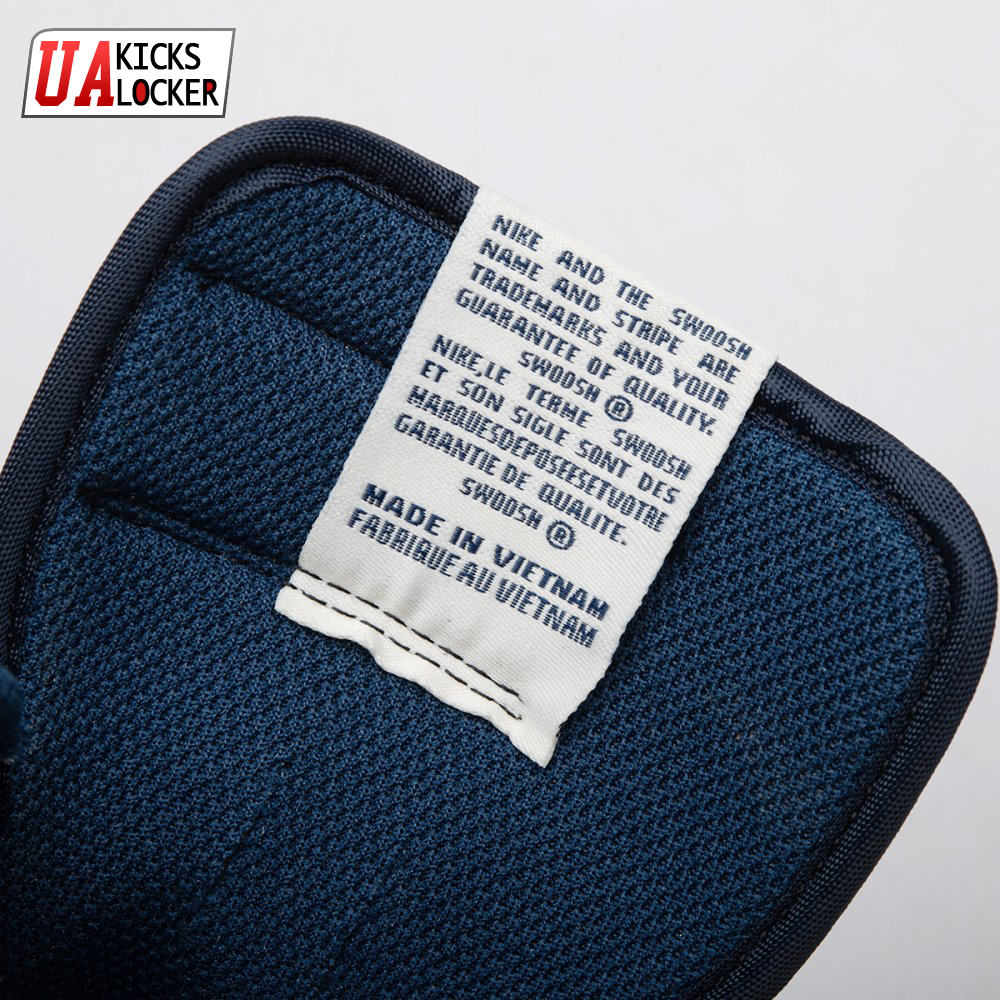 UA KICKS
LOCKER
NIKE AND THE SWOOSH
NAME AND STRIPE ARE
TRADEMARKS AND YOUR
GUARANTEE OF QUALITY.
SWOOSH ®
NIKE,LE TERME SWOOSH
ET SON SIGLE SONT DES
MARQUESDEPOSEESETVOTRE
GARANTIE DE QUALITE.
SWOOSH ®
MADE IN VIETNAM
FABRIQUE AU VIETNAM